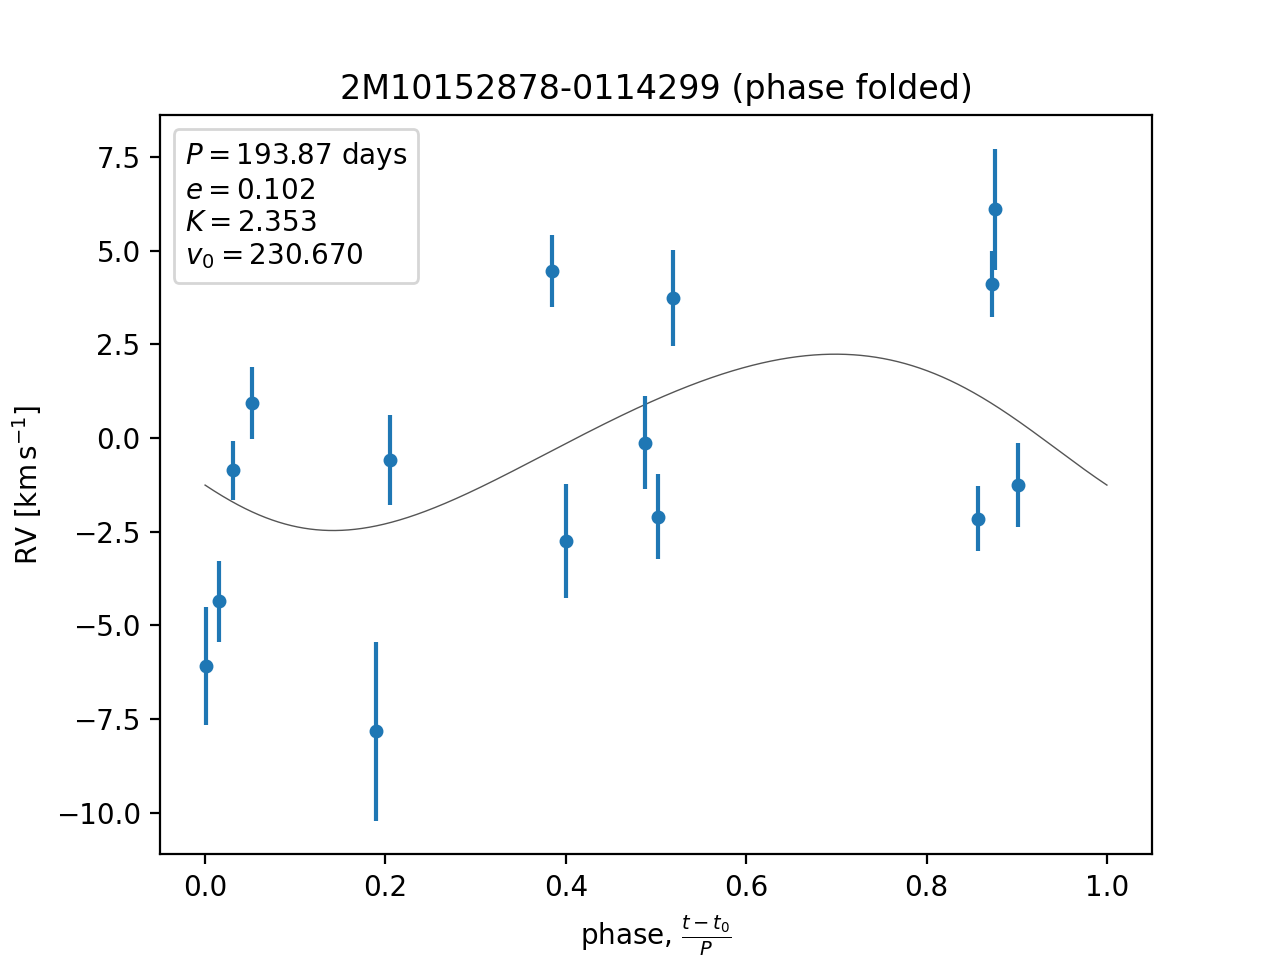 2M10152878-0114299 (phase folded)
P = 193.87 days
e = 0.102
K = 2.353
v₀ = 230.670
7.5
5.0
2.5
0.0
−2.5
−5.0
−7.5
−10.0
RV [km s⁻¹]
0.0 0.2 0.4 0.6 0.8 1.0
phase, (t − t₀)/P